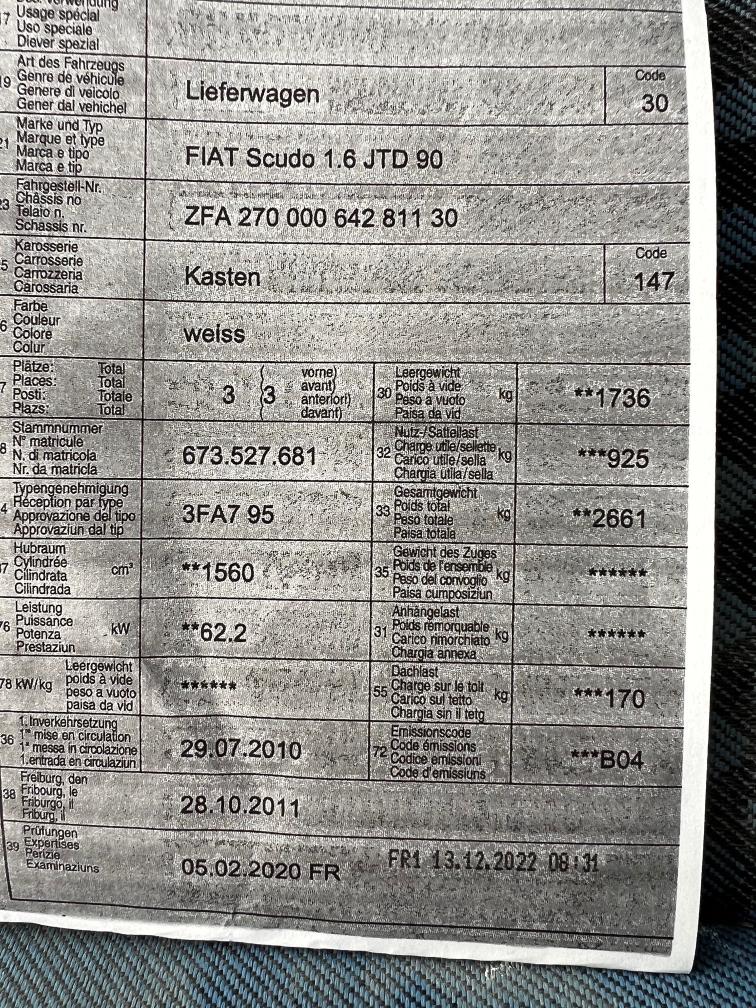 17 Usage spécial
Uso speciale
Diever spezial
19 Art des Fahrzeugs
Genre de véhicule
Genere di veicolo
Gener dal vehichel
Lieferwagen
Code
30
21 Marke und Typ
Marque et type
Marca e tipo
Marca e tip
FIAT Scudo 1.6 JTD 90
23 Fahrgestell-Nr.
Châssis no
Telaio n.
Schassis nr.
ZFA 270 000 642 811 30
5 Karosserie
Carrosserie
Carrozzeria
Carossaria
Kasten
Code
147
6 Farbe
Couleur
Colore
Colur
weiss
7 Plätze: Total
Places: Total
Posti: Totale
Plazs: Total
3 (3 vorne)
avant)
anteriori)
davant)
30 Leergewicht
Poids à vide kg
Peso a vuoto
Paisa da vid
**1736
8 Stammnummer
N° matricule
N. di matricola
Nr. da matricla
673.527.681
32 Nutz-/Sattellast
Charge utile/sellette kg
Carico utile/sella
Chargia utila/sella
***925
4 Typengenehmigung
Réception par type
Approvazione del tipo
Approvaziun dal tip
3FA7 95
33 Gesamtgewicht
Poids total kg
Peso totale
Paisa totala
**2661
37 Hubraum
Cylindrée cm³
Cilindrata
Cilindrada
**1560
35 Gewicht des Zuges
Poids de l'ensemble kg
Peso del convoglio
Paisa cumposiziun
******
76 Leistung
Puissance kW
Potenza
Prestaziun
**62.2
31 Anhängelast
Poids remorquable kg
Carico rimorchiato
Chargia annexa
******
78 kW/kg Leergewicht
poids à vide
peso a vuoto
paisa da vid
******
55 Dachlast
Charge sur le toit kg
Carico sul tetto
Chargia sin il tetg
***170
36 1. Inverkehrsetzung
1re mise en circulation
1a messa in circolazione
1. entrada en circulaziun
29.07.2010
72 Emissionscode
Code émissions
Codice emissioni
Code d'emissiuns
***B04
38 Freiburg, den
Fribourg, le
Friburgo, il
Friburg, il
28.10.2011
39 Prüfungen
Expertises
Perizie
Examinaziuns
05.02.2020 FR
FR1 13.12.2022 08:31